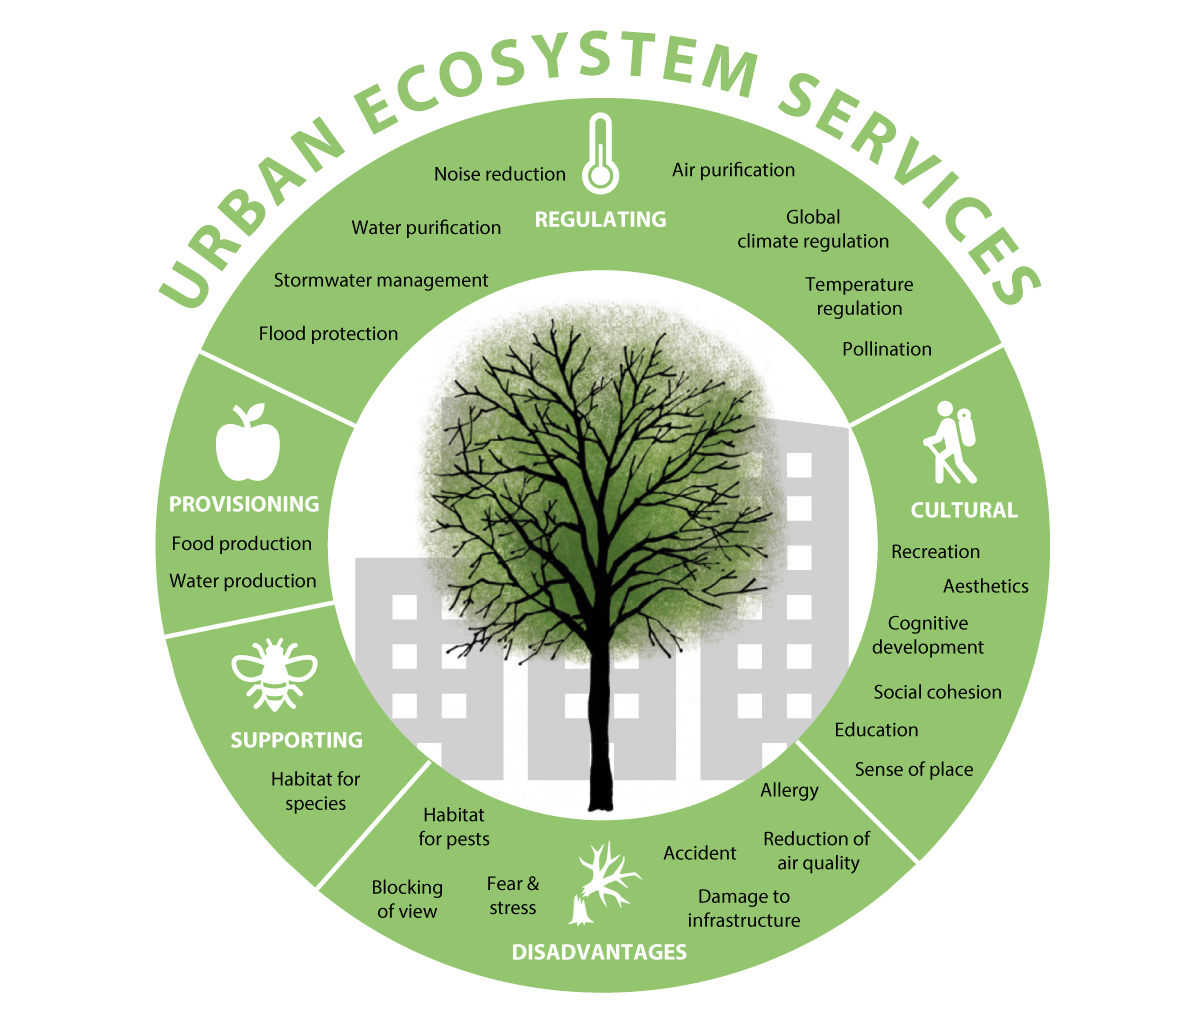 URBAN ECOSYSTEM SERVICES
Noise reduction
Air purification
REGULATING
Water purification
Global
climate regulation
Stormwater management
Temperature
regulation
Flood protection
Pollination
PROVISIONING
Food production
Water production
CULTURAL
Recreation
Aesthetics
Cognitive
development
Social cohesion
Education
Sense of place
SUPPORTING
Habitat for
species
Habitat
for pests
Blocking
of view
Fear &
stress
Allergy
Accident
Reduction of
air quality
Damage to
infrastructure
DISADVANTAGES